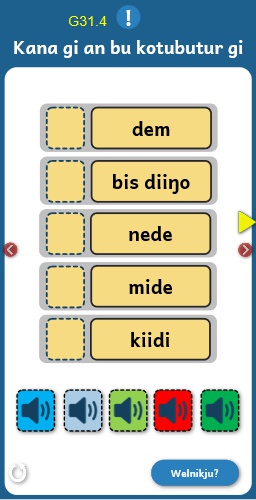 G31.4
!
Kana gi an bu kotubutur gi
dem
bis diiŋo
nede
mide
kiidi
Welnikju?